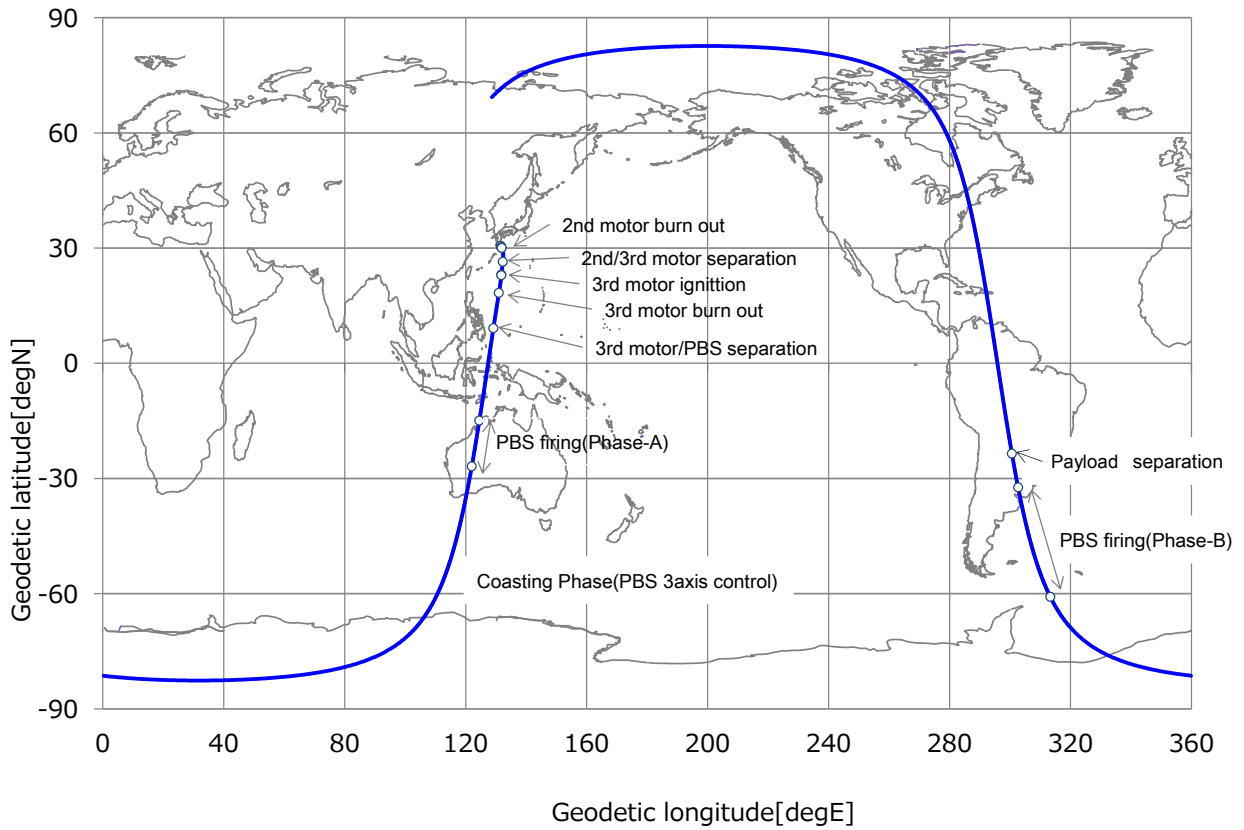 90
60
30
0
-30
-60
-90
Geodetic latitude[degN]
2nd motor burn out
2nd/3rd motor separation
3rd motor ignittion
3rd motor burn out
3rd motor/PBS separation
PBS firing(Phase-A)
Payload separation
PBS firing(Phase-B)
Coasting Phase(PBS 3axis control)
0 40 80 120 160 200 240 280 320 360
Geodetic longitude[degE]